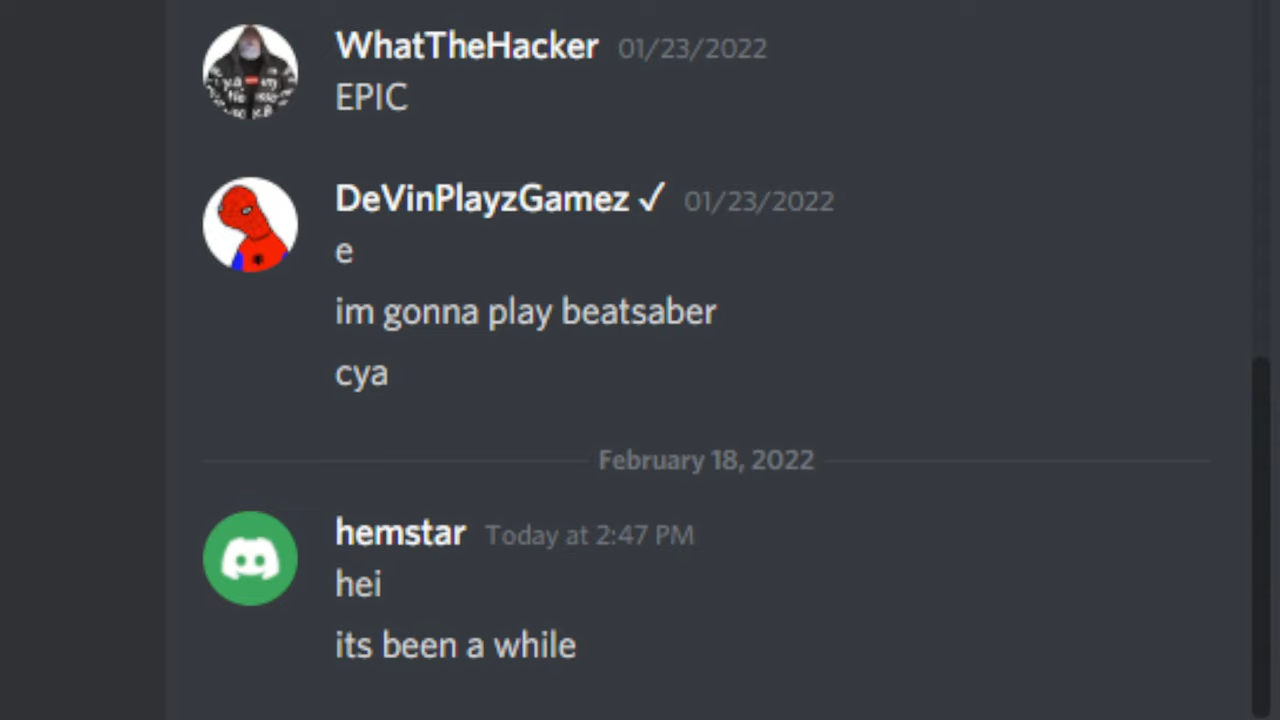 WhatTheHacker 01/23/2022
EPIC
DeVinPlayzGamez ✓ 01/23/2022
e
im gonna play beatsaber
cya
February 18, 2022
hemstar Today at 2:47 PM
hei
its been a while